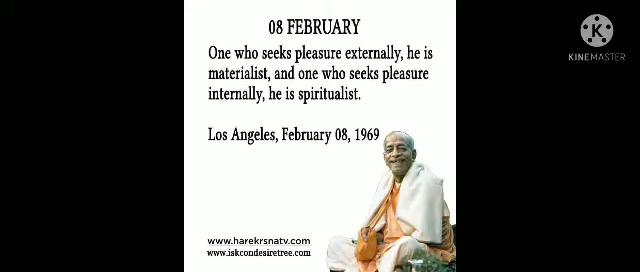 08 FEBRUARY
One who seeks pleasure externally, he is
materialist, and one who seeks pleasure
internally, he is spiritualist.
Los Angeles, February 08, 1969
www.harekrsnatv.com
www.iskcondesiretree.com
KINEMASTER